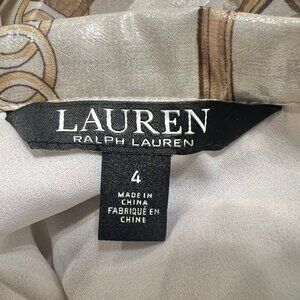 LAUREN
RALPH LAUREN
4
MADE IN
CHINA
FABRIQUÉ EN
CHINE